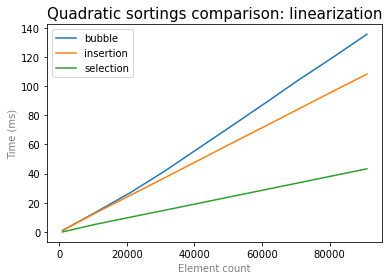 Quadratic sortings comparison: linearization
bubble
insertion
selection
140
120
100
80
60
40
20
0
Time (ms)
0
20000
40000
60000
80000
Element count